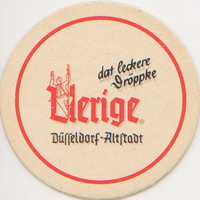 dat leckere
Dröppke
Uerige®
Düsseldorf-Altstadt